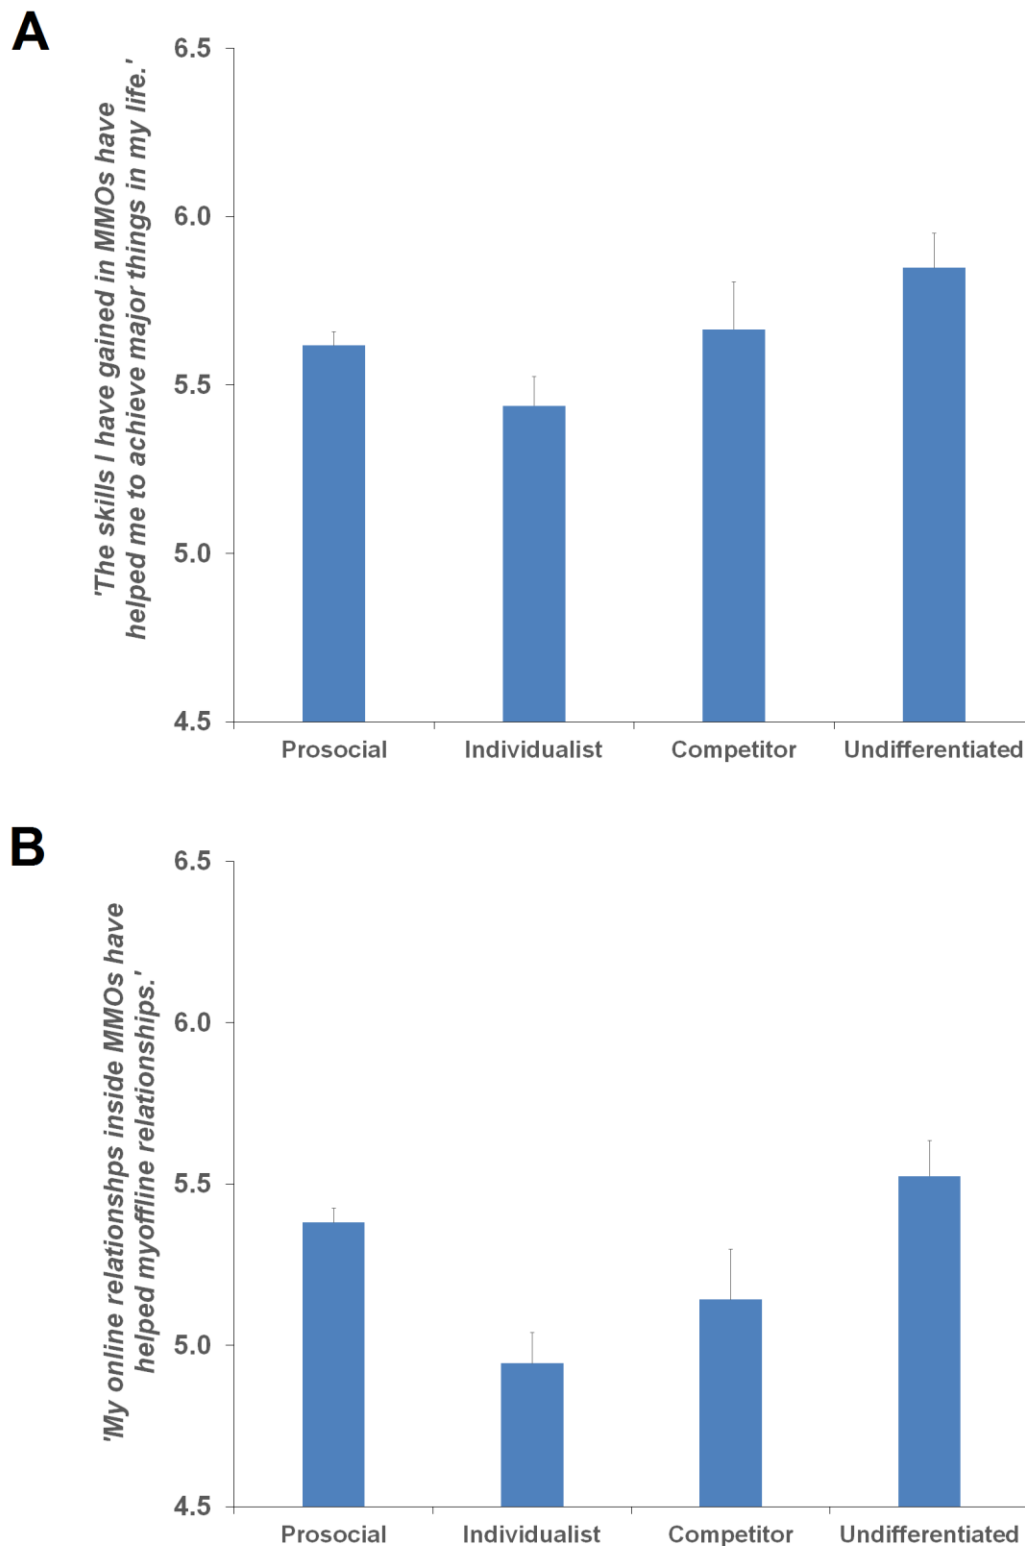 A
'The skills I have gained in MMOs have
helped me to achieve major things in my life.'
6.5
6.0
5.5
5.0
4.5
Prosocial Individualist Competitor Undifferentiated
B
'My online relationshps inside MMOs have
helped myoffline relationships.'
6.5
6.0
5.5
5.0
4.5
Prosocial Individualist Competitor Undifferentiated